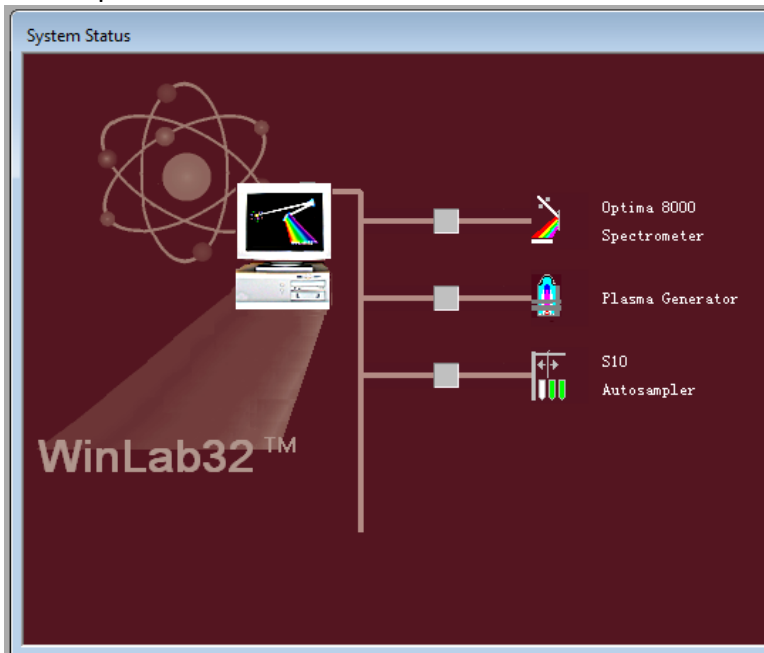 System Status
Optima 8000
Spectrometer
Plasma Generator
S10
Autosampler
WinLab32™